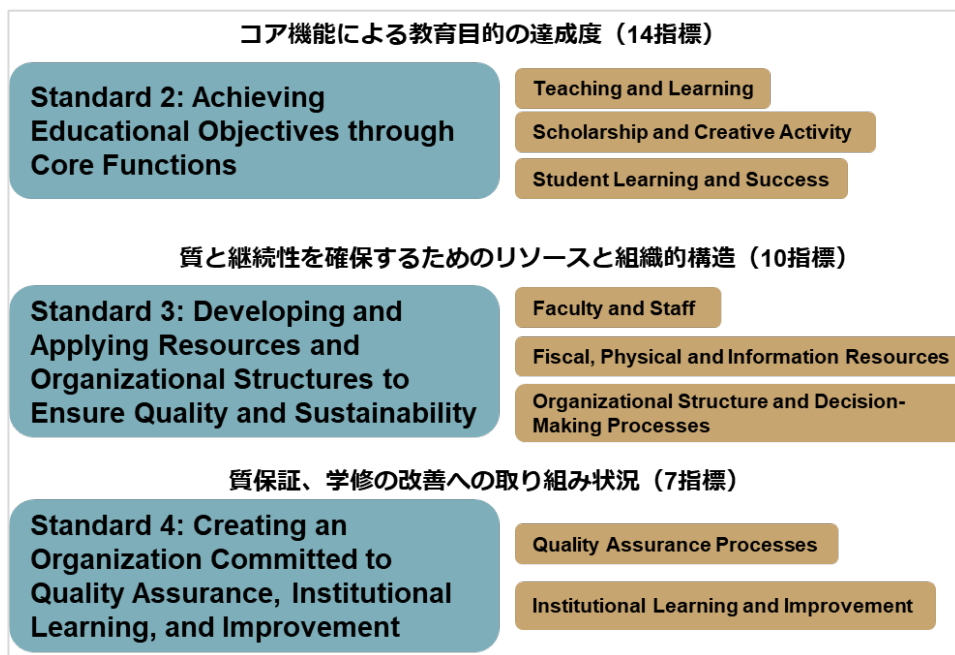 コア機能による教育目的の達成度（14指標）
Standard 2: Achieving
Educational Objectives through
Core Functions
Teaching and Learning
Scholarship and Creative Activity
Student Learning and Success
質と継続性を確保するためのリソースと組織的構造（10指標）
Standard 3: Developing and
Applying Resources and
Organizational Structures to
Ensure Quality and Sustainability
Faculty and Staff
Fiscal, Physical and Information Resources
Organizational Structure and Decision-
Making Processes
質保証、学修の改善への取り組み状況（7指標）
Standard 4: Creating an
Organization Committed to
Quality Assurance, Institutional
Learning, and Improvement
Quality Assurance Processes
Institutional Learning and Improvement